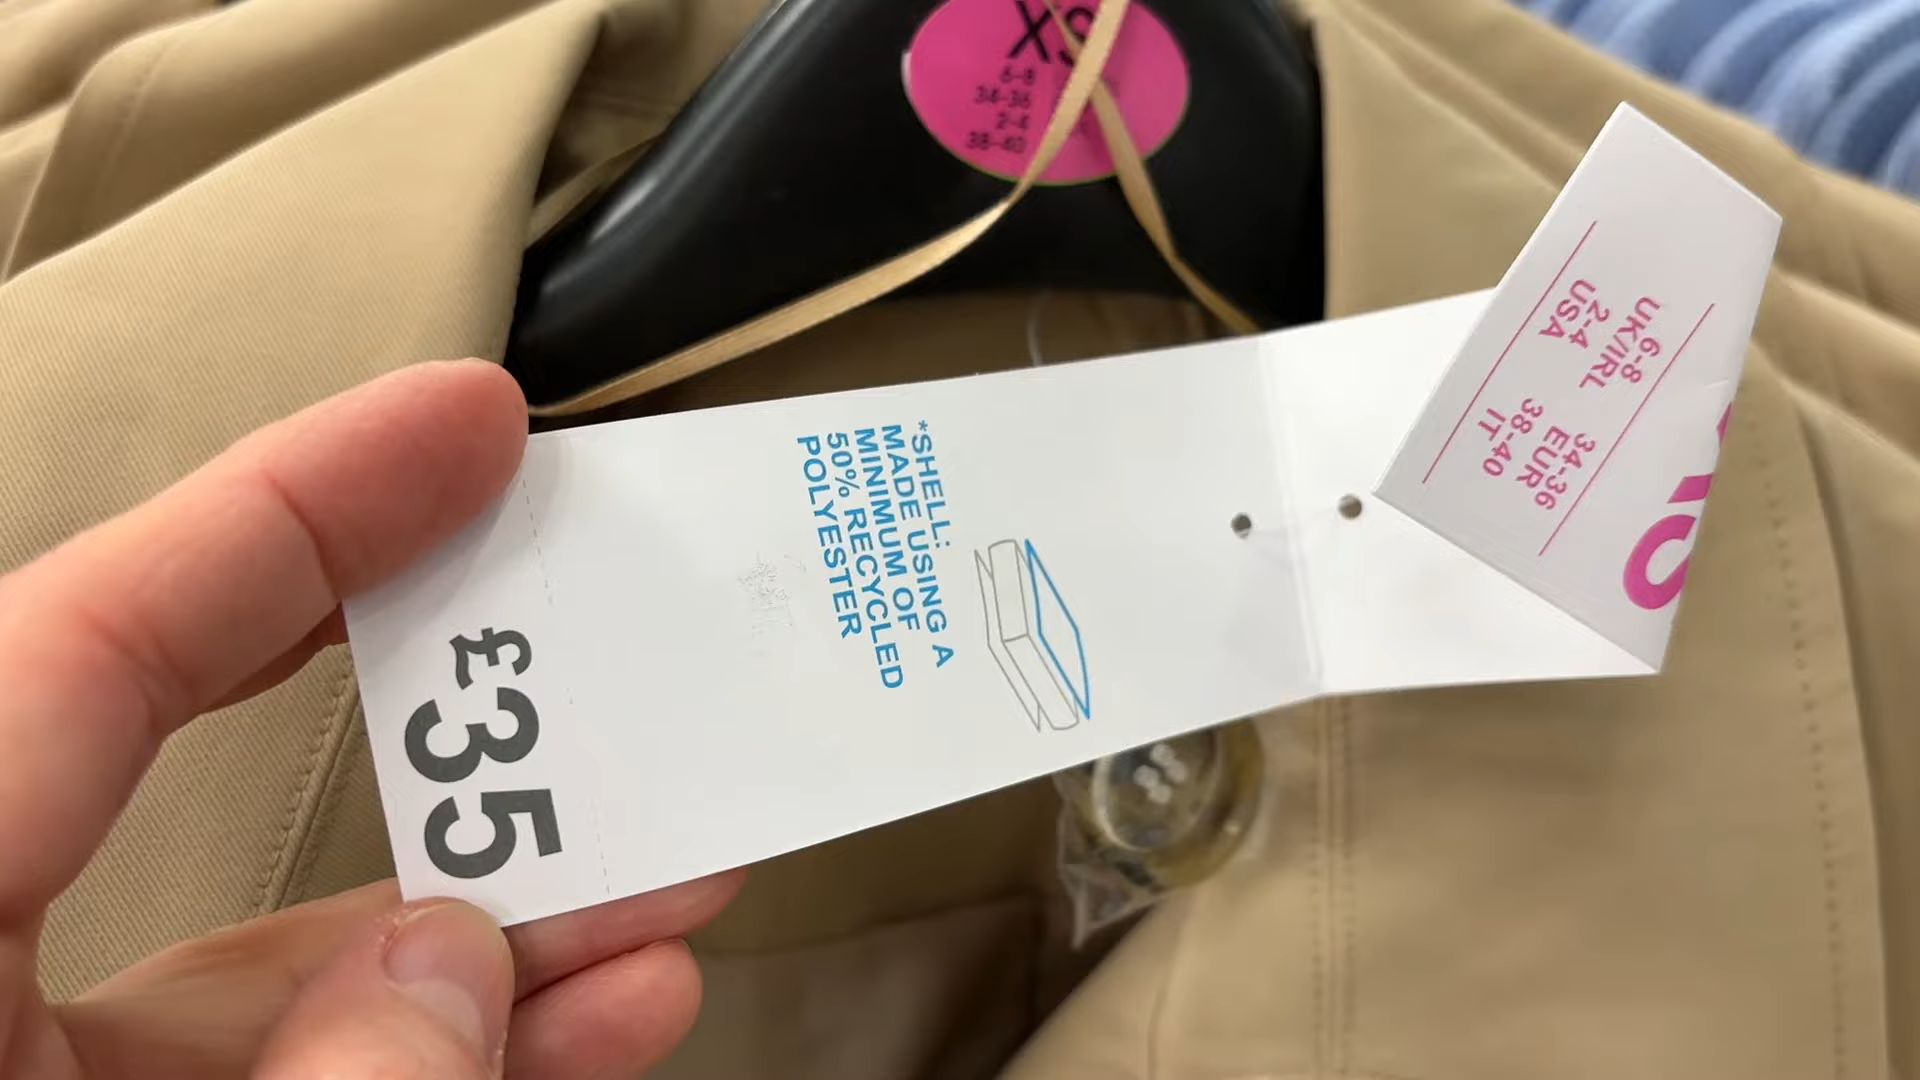 XS
6-8
34-36
2-4
38-40
*SHELL:
MADE USING A
MINIMUM OF
50% RECYCLED
POLYESTER
£35
6-8 34-36
UK/IRL EUR
2-4 38-40
USA IT